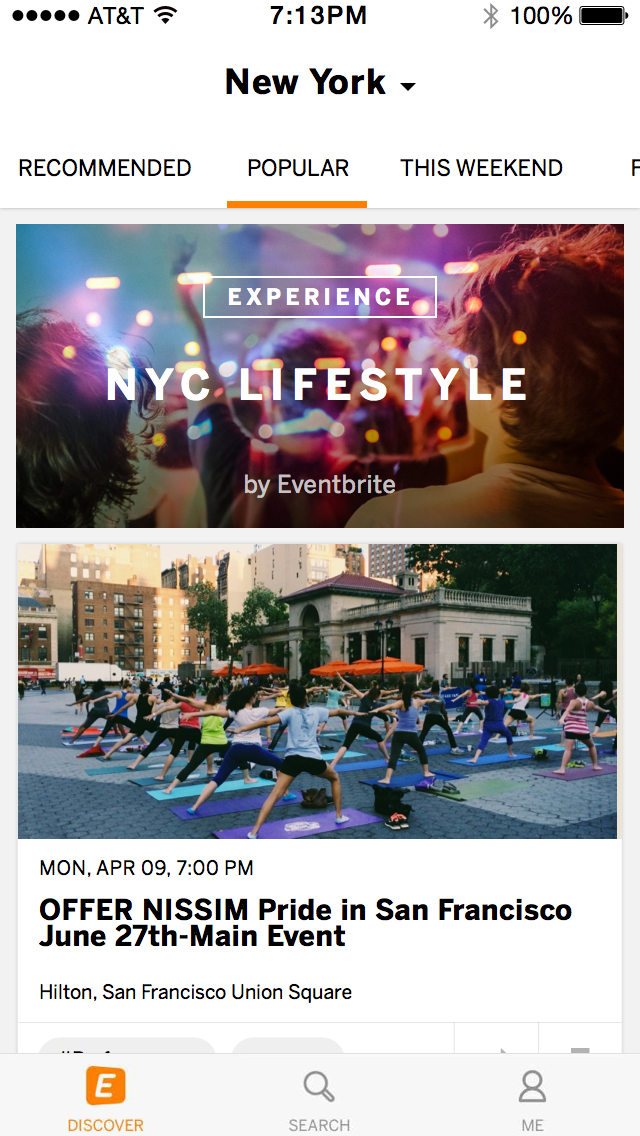 AT&T 7:13PM 100%
New York
RECOMMENDED POPULAR THIS WEEKEND F
EXPERIENCE
NYC LIFESTYLE
by Eventbrite
MON, APR 09, 7:00 PM
OFFER NISSIM Pride in San Francisco
June 27th-Main Event
Hilton, San Francisco Union Square
E
DISCOVER SEARCH ME